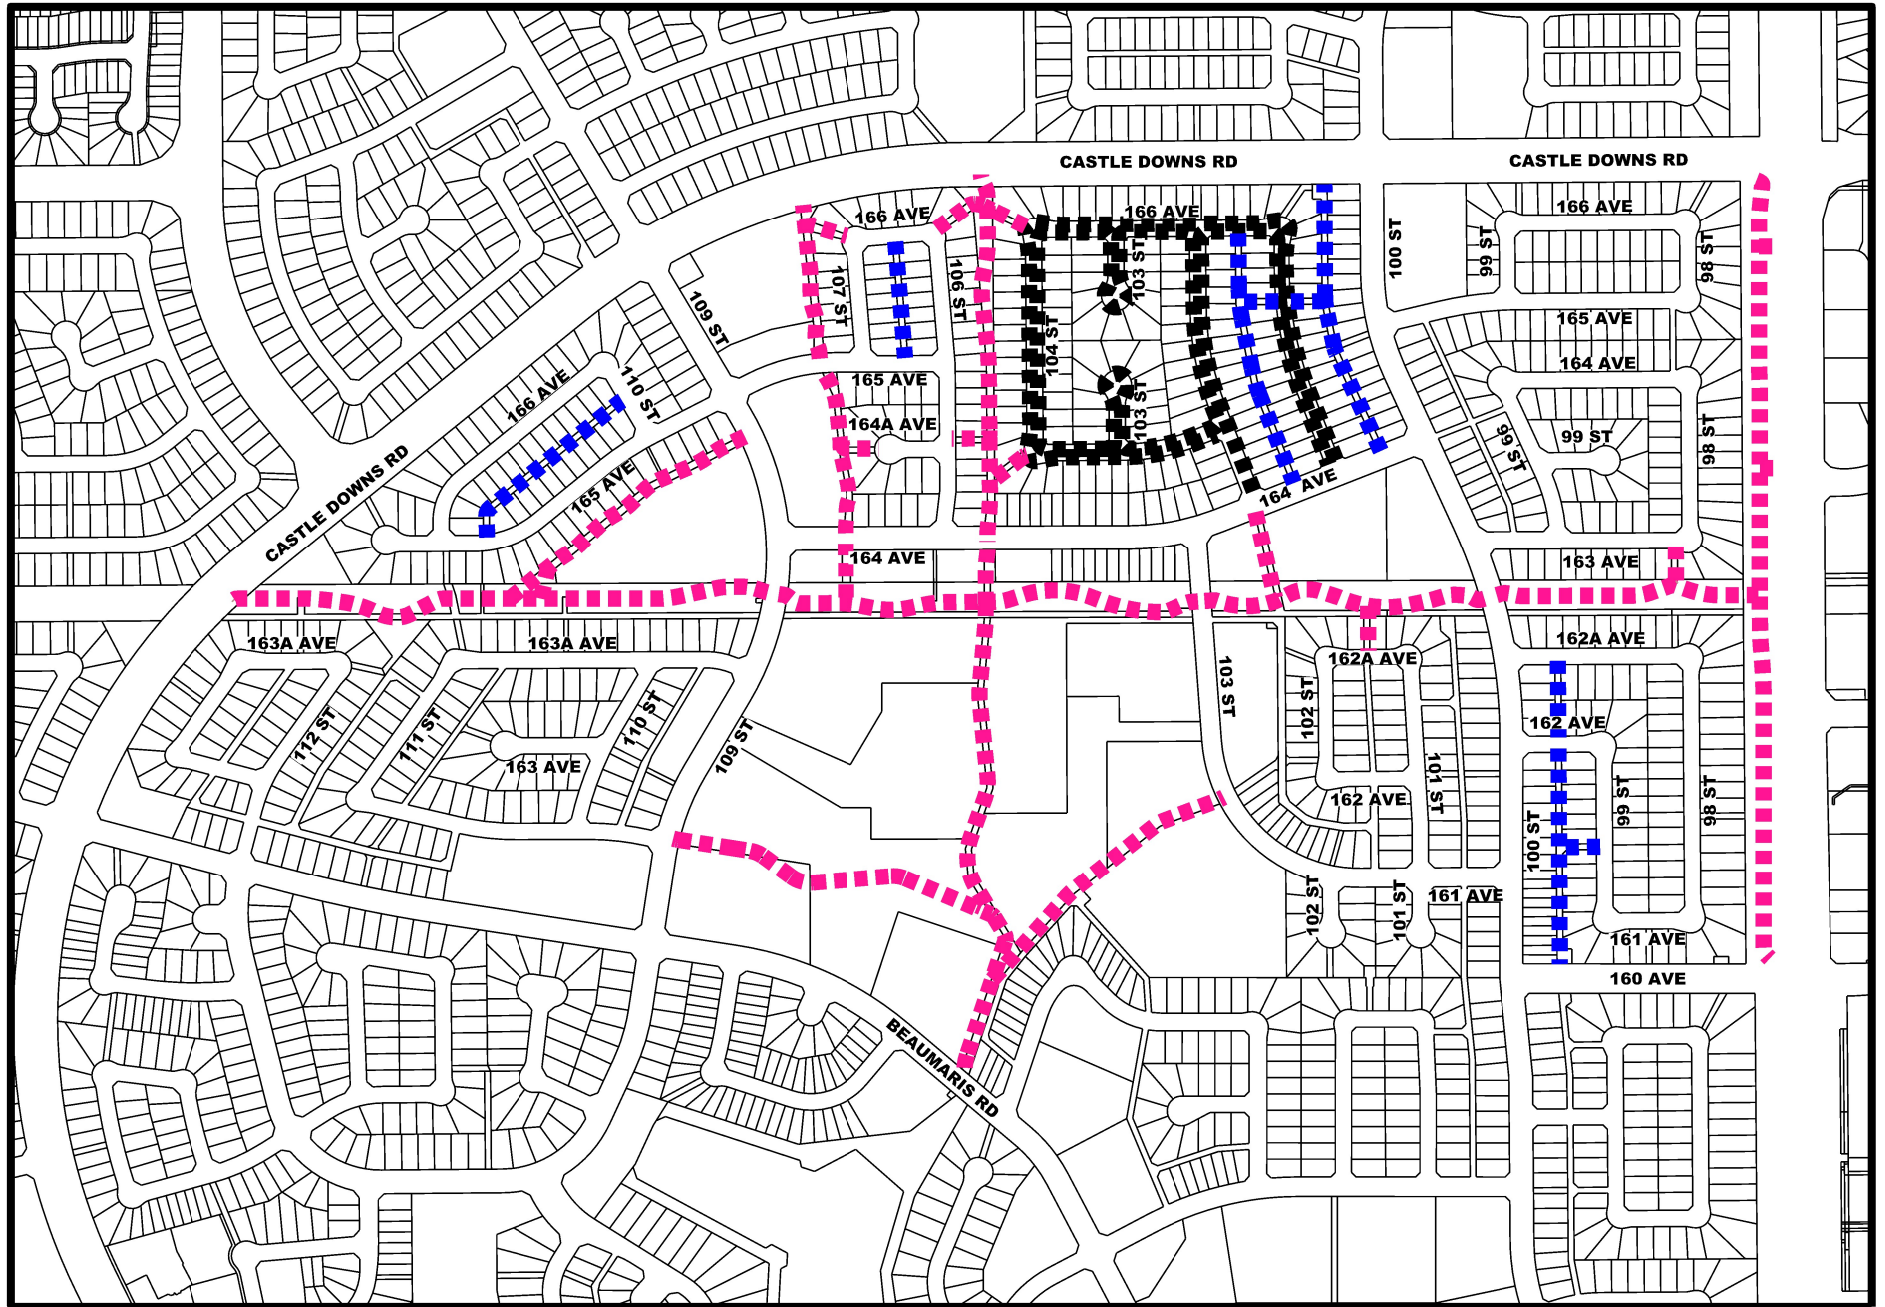 CASTLE DOWNS RD
CASTLE DOWNS RD
166 AVE
166 AVE
166 AVE
100 ST
99 ST
98 ST
103 ST
107 ST
106 ST
109 ST
165 AVE
104 ST
164 AVE
165 AVE
166 AVE
110 ST
164A AVE
103 ST
99 ST
99 ST
98 ST
CASTLE DOWNS RD
165 AVE
164 AVE
164 AVE
163 AVE
163A AVE
163A AVE
162A AVE
162A AVE
103 ST
102 ST
112 ST
111 ST
110 ST
109 ST
162 AVE
163 AVE
101 ST
162 AVE
99 ST
98 ST
100 ST
102 ST
101 ST
161 AVE
161 AVE
160 AVE
BEAUMARIS RD